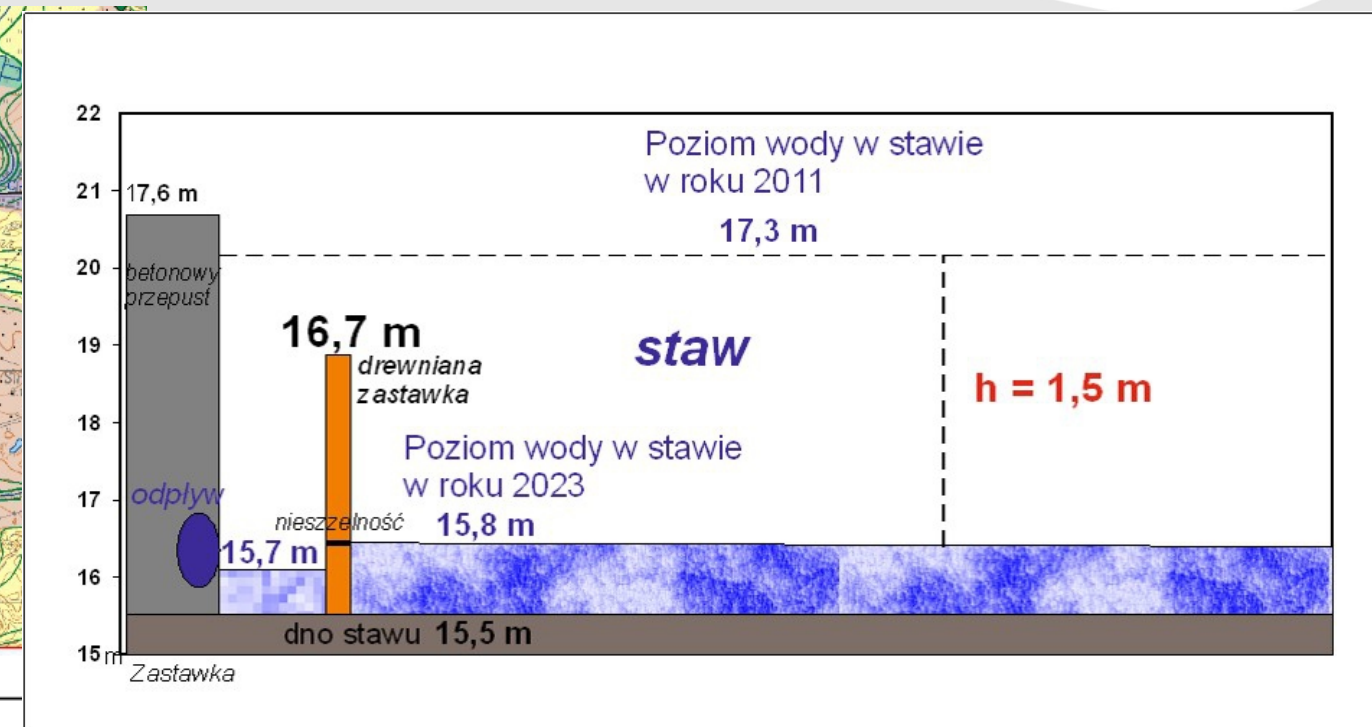 22
Poziom wody w stawie
w roku 2011
21
17,6 m
17,3 m
20
betonowy
przepust
16,7 m
staw
19
drewniana
zastawka
h = 1,5 m
18
Poziom wody w stawie
w roku 2023
17
odpływ
nieszzelność
15,8 m
15,7 m
16
dno stawu 15,5 m
15 m
Zastawka